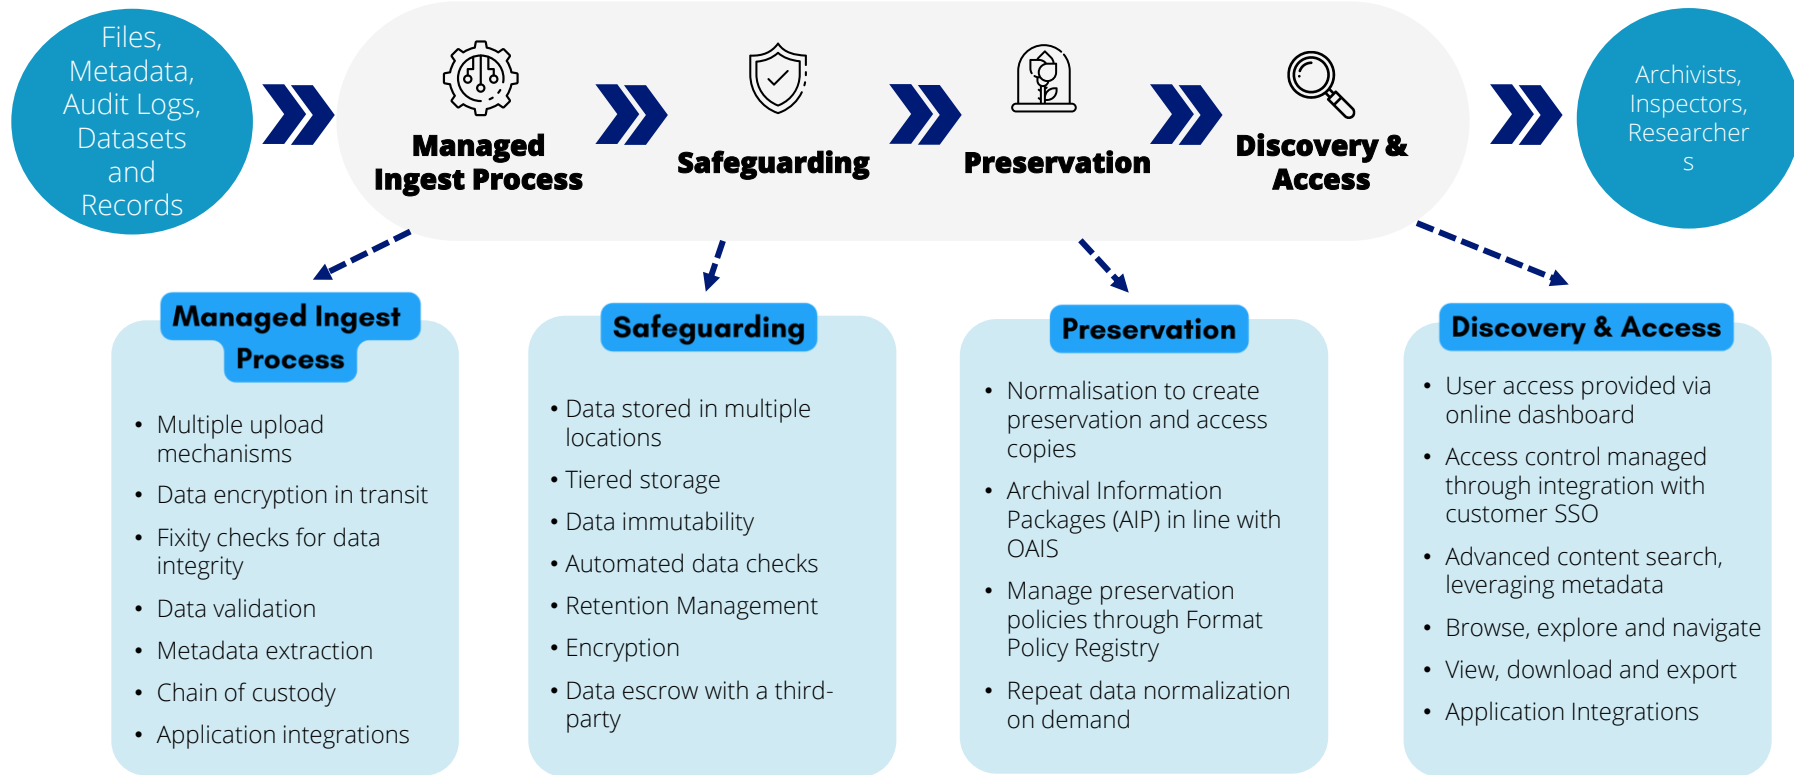 Files,
Metadata,
Audit Logs,
Datasets
and
Records
Managed
Ingest Process
Safeguarding
Preservation
Discovery &
Access
Archivists,
Inspectors,
Researcher
s
Managed Ingest
Process
• Multiple upload
mechanisms
• Data encryption in transit
• Fixity checks for data
integrity
• Data validation
• Metadata extraction
• Chain of custody
• Application integrations
Safeguarding
• Data stored in multiple
locations
• Tiered storage
• Data immutability
• Automated data checks
• Retention Management
• Encryption
• Data escrow with a third-
party
Preservation
• Normalisation to create
preservation and access
copies
• Archival Information
Packages (AIP) in line with
OAIS
• Manage preservation
policies through Format
Policy Registry
• Repeat data normalization
on demand
Discovery & Access
• User access provided via
online dashboard
• Access control managed
through integration with
customer SSO
• Advanced content search,
leveraging metadata
• Browse, explore and navigate
• View, download and export
• Application Integrations